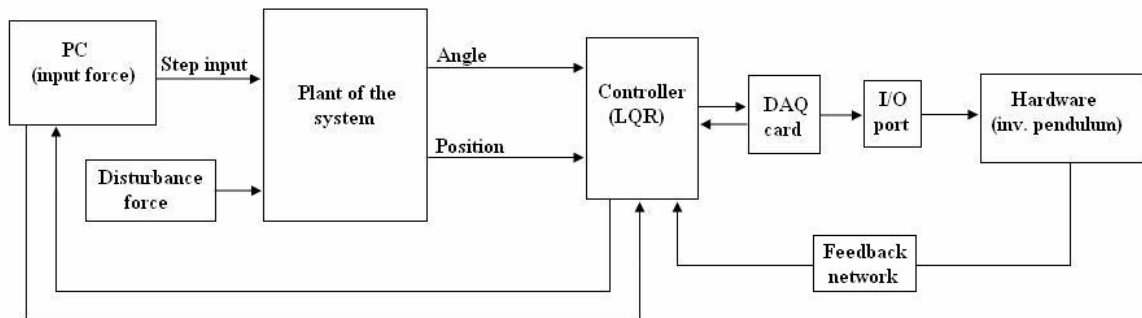 PC
(input force)
Step input
Disturbance
force
Plant of the
system
Angle
Position
Controller
(LQR)
DAQ
card
I/O
port
Hardware
(inv. pendulum)
Feedback
network